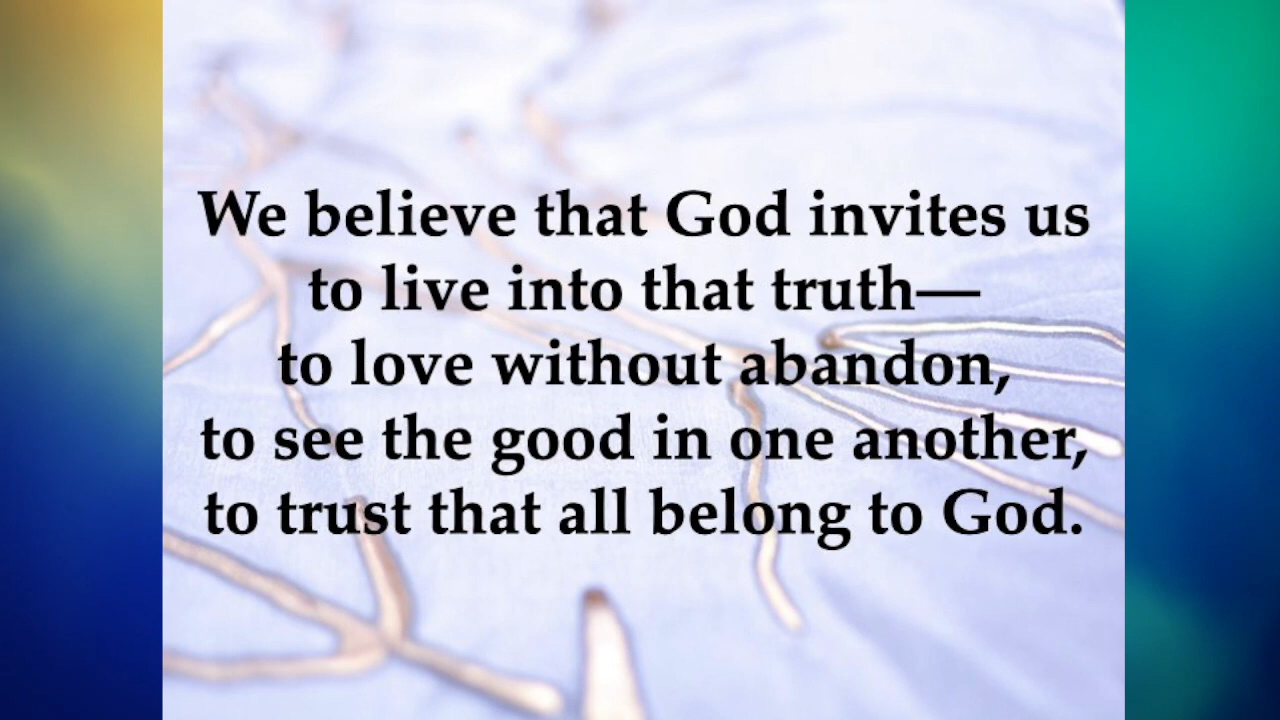 We believe that God invites us
to live into that truth—
to love without abandon,
to see the good in one another,
to trust that all belong to God.